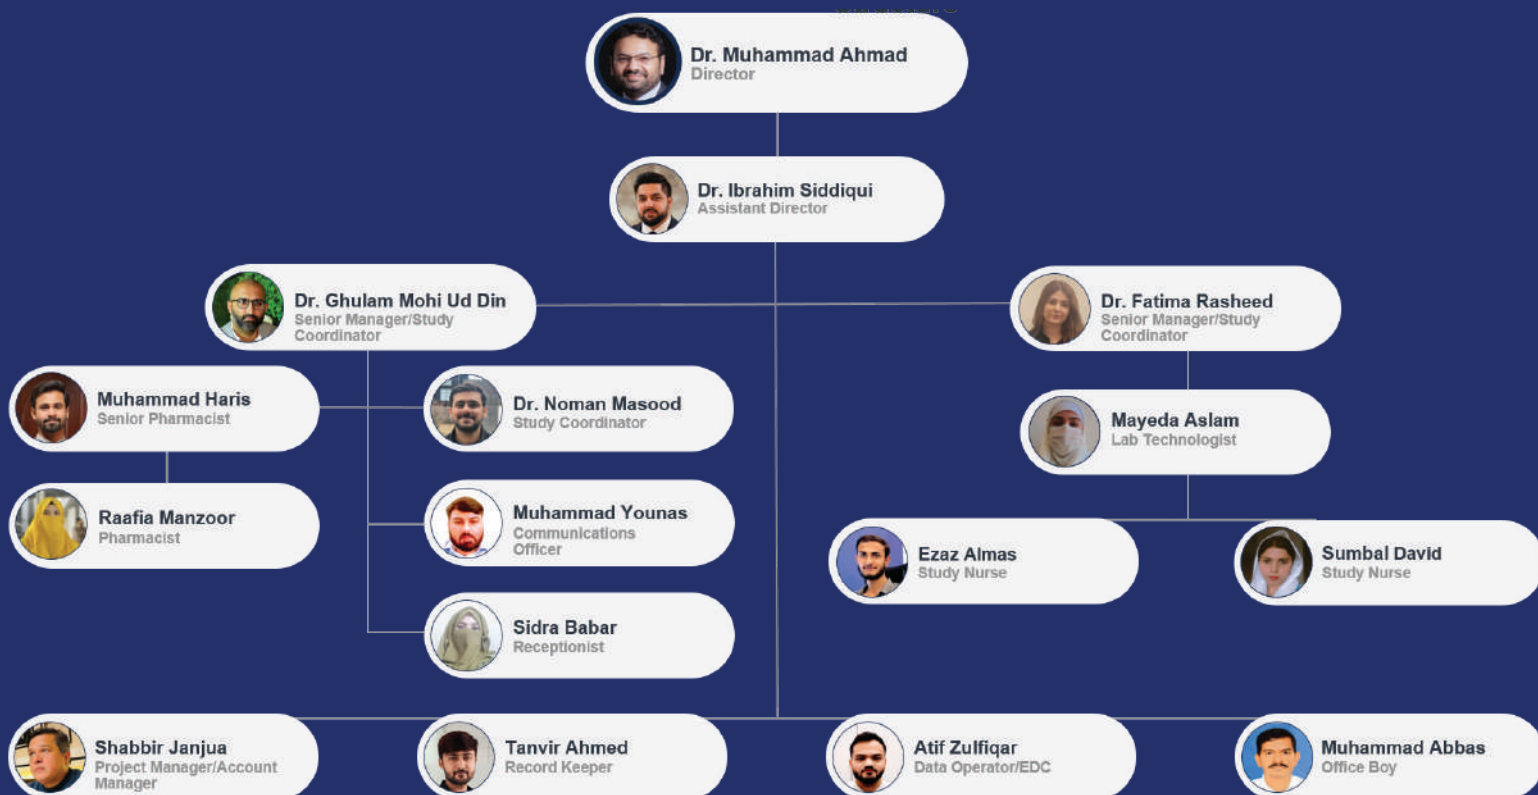 Dr. Muhammad Ahmad
Director
Dr. Ibrahim Siddiqui
Assistant Director
Dr. Ghulam Mohi Ud Din
Senior Manager/Study
Coordinator
Dr. Fatima Rasheed
Senior Manager/Study
Coordinator
Muhammad Haris
Senior Pharmacist
Dr. Noman Masood
Study Coordinator
Mayeda Aslam
Lab Technologist
Raafia Manzoor
Pharmacist
Muhammad Younas
Communications
Officer
Ezaz Almas
Study Nurse
Sumbal David
Study Nurse
Sidra Babar
Receptionist
Shabbir Janjua
Project Manager/Account
Manager
Tanvir Ahmed
Record Keeper
Atif Zulfiqar
Data Operator/EDC
Muhammad Abbas
Office Boy